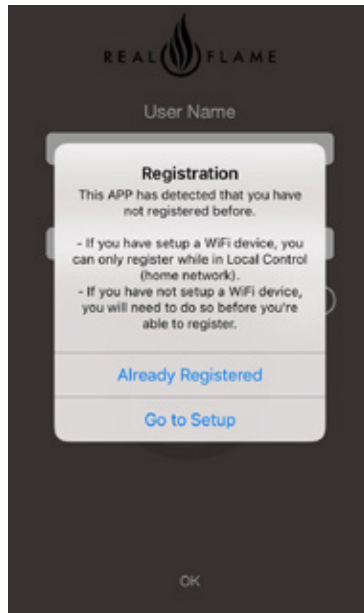 REAL FLAME
User Name
Registration
This APP has detected that you have
not registered before.
- If you have setup a WiFi device, you
can only register while in Local Control
(home network).
- If you have not setup a WiFi device,
you will need to do so before you're
able to register.
Already Registered
Go to Setup
OK